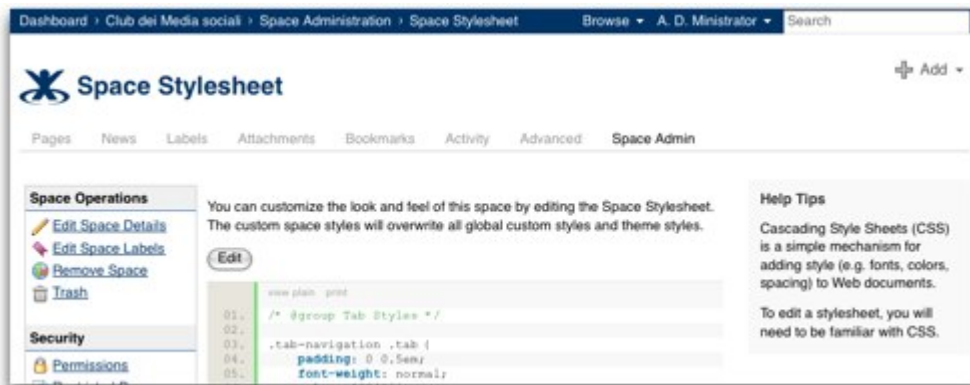 Dashboard › Club dei Media sociali › Space Administration › Space Stylesheet
Browse A. D. Ministrator Search
Add
Space Stylesheet
Pages News Labels Attachments Bookmarks Activity Advanced Space Admin
Space Operations
Edit Space Details
Edit Space Labels
Remove Space
Trash
Security
Permissions
You can customize the look and feel of this space by editing the Space Stylesheet.
The custom space styles will overwrite all global custom styles and theme styles.
Edit
view plain print
01. /* @group Tab Styles */
02.
03. .tab-navigation .tab {
04. padding: 0 0.5em;
05. font-weight: normal;
Help Tips
Cascading Style Sheets (CSS)
is a simple mechanism for
adding style (e.g. fonts, colors,
spacing) to Web documents.
To edit a stylesheet, you will
need to be familiar with CSS.